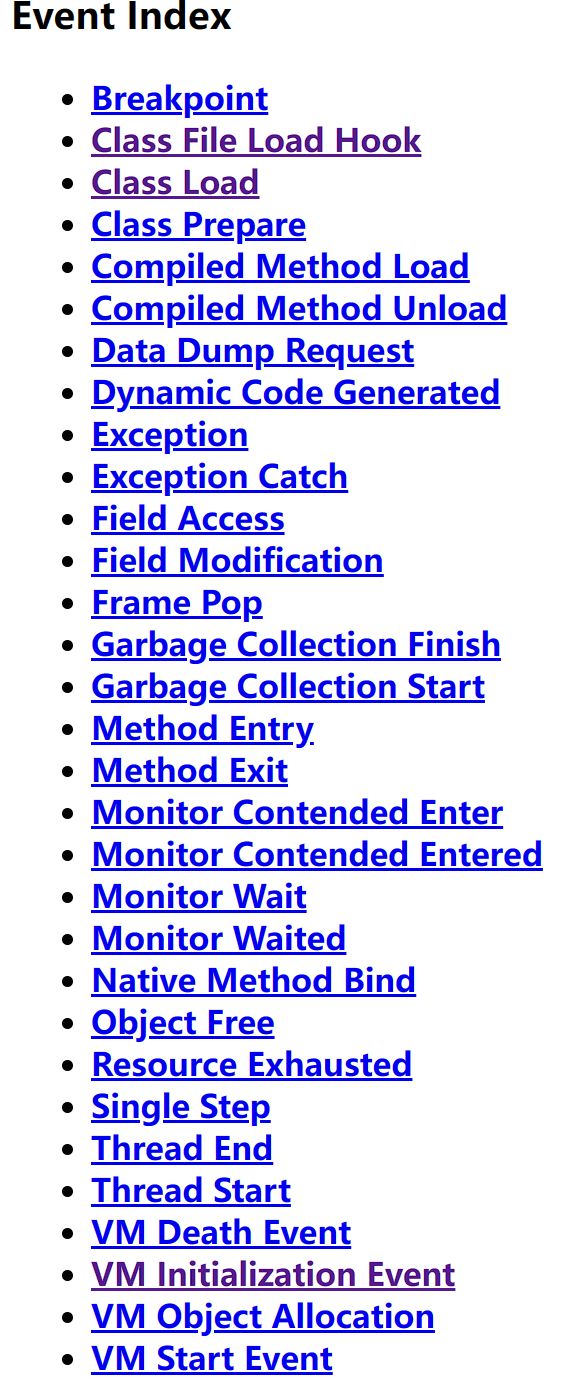 Event Index
Breakpoint
Class File Load Hook
Class Load
Class Prepare
Compiled Method Load
Compiled Method Unload
Data Dump Request
Dynamic Code Generated
Exception
Exception Catch
Field Access
Field Modification
Frame Pop
Garbage Collection Finish
Garbage Collection Start
Method Entry
Method Exit
Monitor Contended Enter
Monitor Contended Entered
Monitor Wait
Monitor Waited
Native Method Bind
Object Free
Resource Exhausted
Single Step
Thread End
Thread Start
VM Death Event
VM Initialization Event
VM Object Allocation
VM Start Event